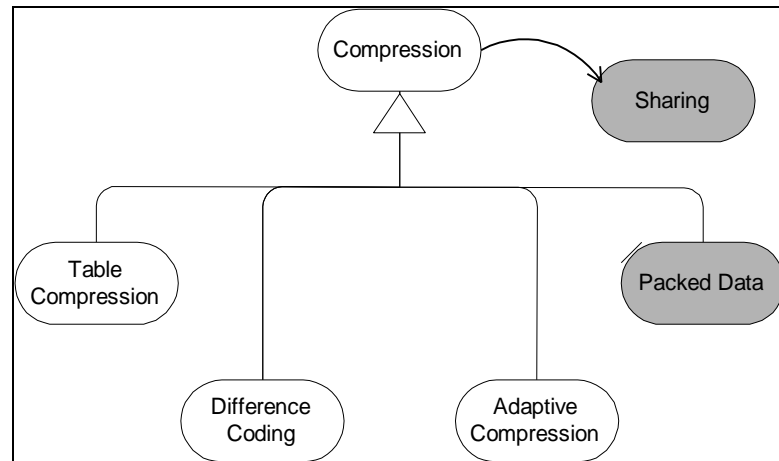 Compression
Sharing
Table
Compression
Packed Data
Difference
Coding
Adaptive
Compression